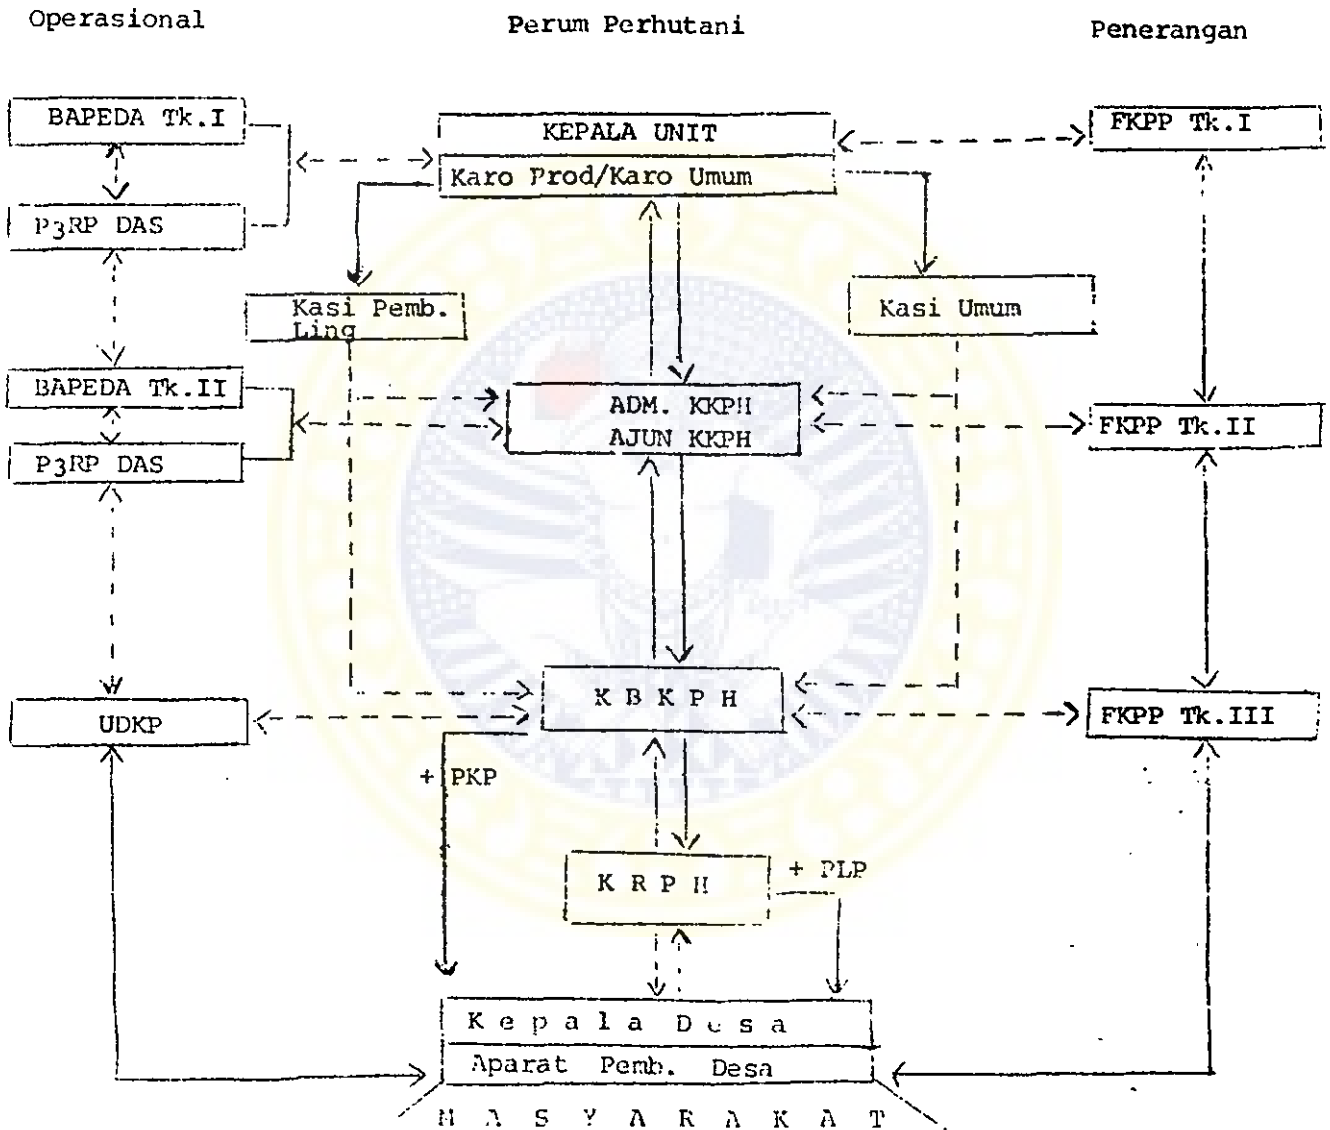 Operasional
Perum Perhutani
Penerangan
BAPEDA Tk.I
KEPALA UNIT
FKPP Tk.I
Karo Prod/Karo Umum
P3RP DAS
Kasi Pemb.
Ling
Kasi Umum
BAPEDA Tk.II
ADM. KKPH
AJUN KKPH
FKPP Tk.II
P3RP DAS
K B K P H
UDKP
FKPP Tk.III
+ PKP
K R P H
+ PLP
K e p a l a D e s a
Aparat Pemb. Desa
M A S Y A R A K A T